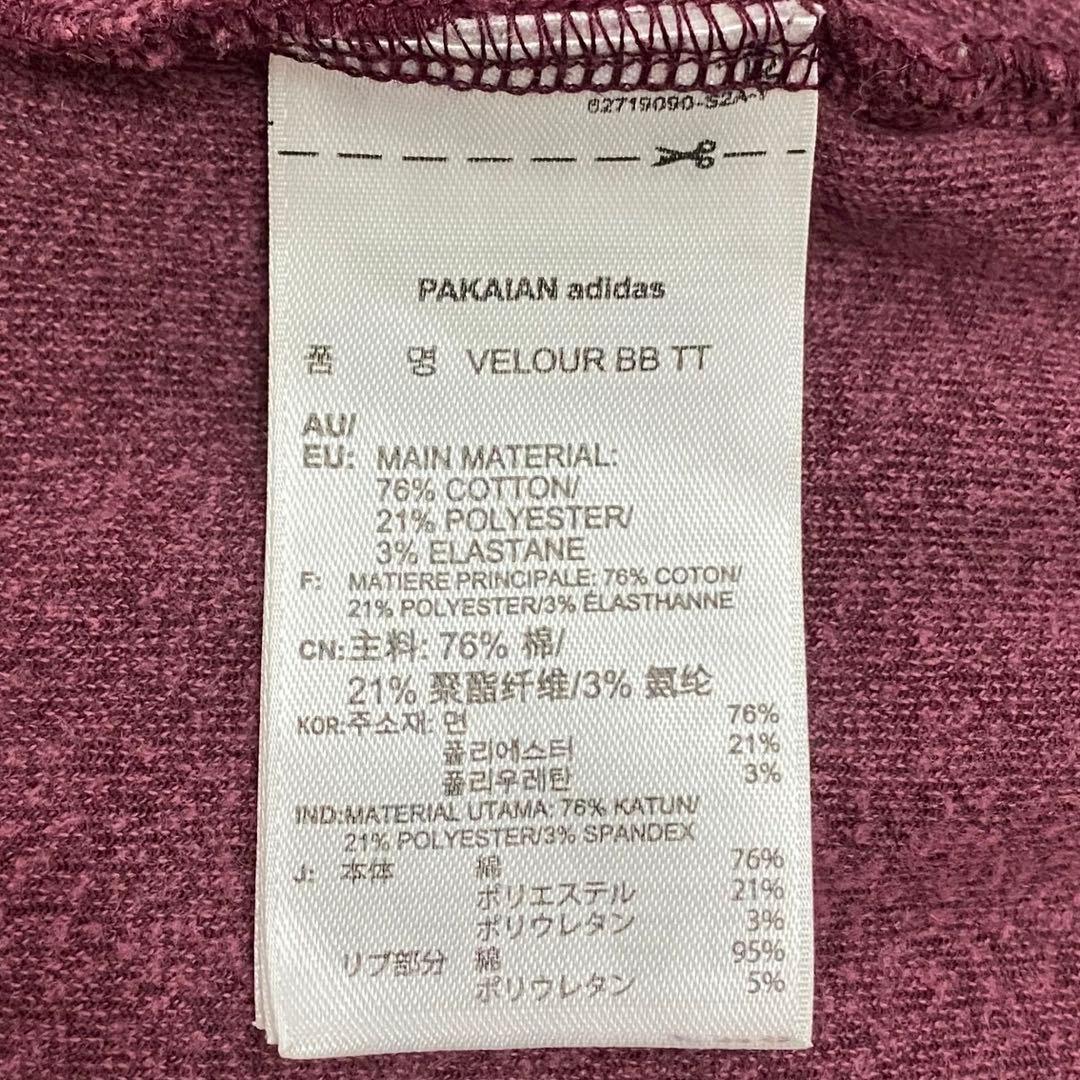 62719090-S2A-1
PAKAIAN adidas
품 명 VELOUR BB TT
AU/
EU: MAIN MATERIAL:
76% COTTON/
21% POLYESTER/
3% ELASTANE
F: MATIERE PRINCIPALE: 76% COTON/
21% POLYESTER/3% ÉLASTHANNE
CN:主料: 76% 棉/
21% 聚酯纤维/3% 氨纶
KOR:주소재: 면 76%
폴리에스터 21%
폴리우레탄 3%
IND:MATERIAL UTAMA: 76% KATUN/
21% POLYESTER/3% SPANDEX
J: 本体 綿 76%
ポリエステル 21%
ポリウレタン 3%
リブ部分 綿 95%
ポリウレタン 5%